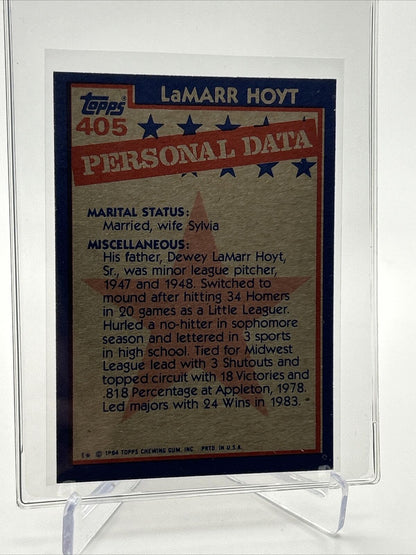 Topps
LaMARR HOYT
405
PERSONAL DATA
MARITAL STATUS:
Married, wife Sylvia
MISCELLANEOUS:
His father, Dewey LaMarr Hoyt,
Sr., was minor league pitcher,
1947 and 1948. Switched to
mound after hitting 34 Homers
in 20 games as a Little Leaguer.
Hurled a no-hitter in sophomore
season and lettered in 3 sports
in high school. Tied for Midwest
League lead with 3 Shutouts and
topped circuit with 18 Victories and
.818 Percentage at Appleton, 1978.
Led majors with 24 Wins in 1983.
© 1984 TOPPS CHEWING GUM, INC. PRTD. IN U.S.A.